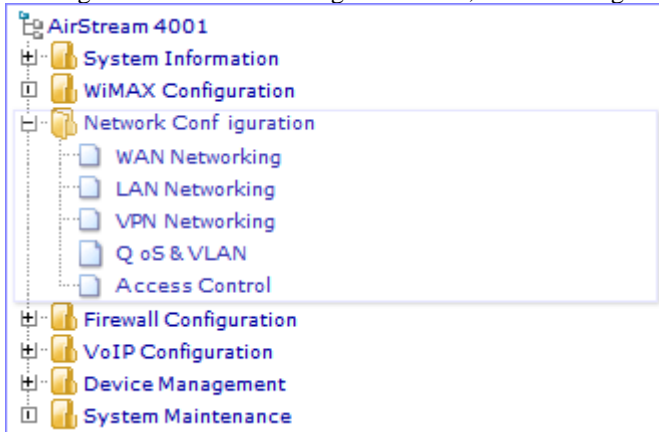 AirStream 4001
System Information
WiMAX Configuration
Network Conf iguration
WAN Networking
LAN Networking
VPN Networking
Q oS & VLAN
Access Control
Firewall Configuration
VoIP Configuration
Device Management
System Maintenance